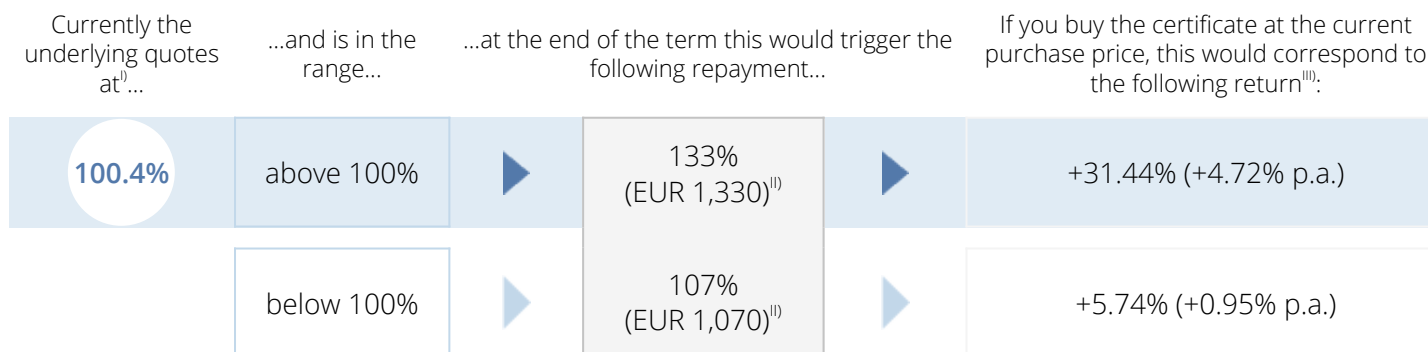 Currently the
underlying quotes
at I)...
...and is in the
range...
...at the end of the term this would trigger the
following repayment...
If you buy the certificate at the current
purchase price, this would correspond to
the following return III):
100.4%
above 100%
133%
(EUR 1,330) II)
+31.44% (+4.72% p.a.)
below 100%
107%
(EUR 1,070) II)
+5.74% (+0.95% p.a.)